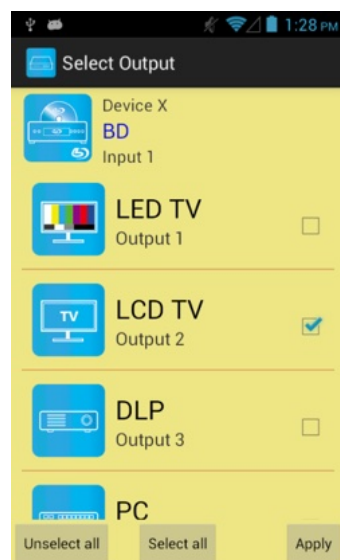 1:28 PM
Select Output
Device X
BD
Input 1
LED TV
Output 1
TV
LCD TV
Output 2
DLP
Output 3
PC
Unselect all
Select all
Apply